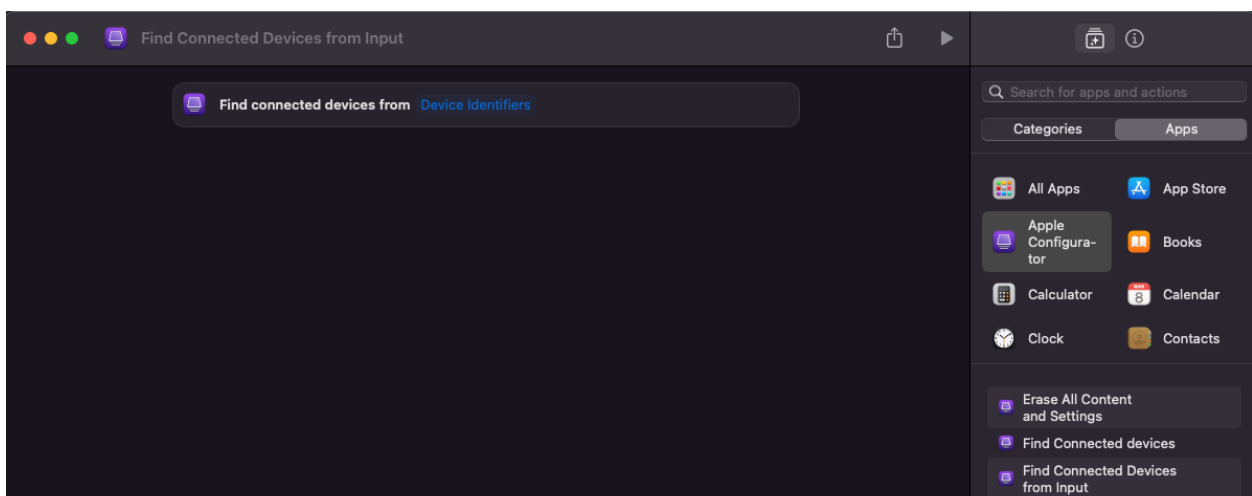 Find Connected Devices from Input
Find connected devices from Device Identifiers
Search for apps and actions
Categories
Apps
All Apps
App Store
Apple
Configura-
tor
Books
Calculator
8
Calendar
Clock
Contacts
Erase All Content
and Settings
Find Connected devices
Find Connected Devices
from Input